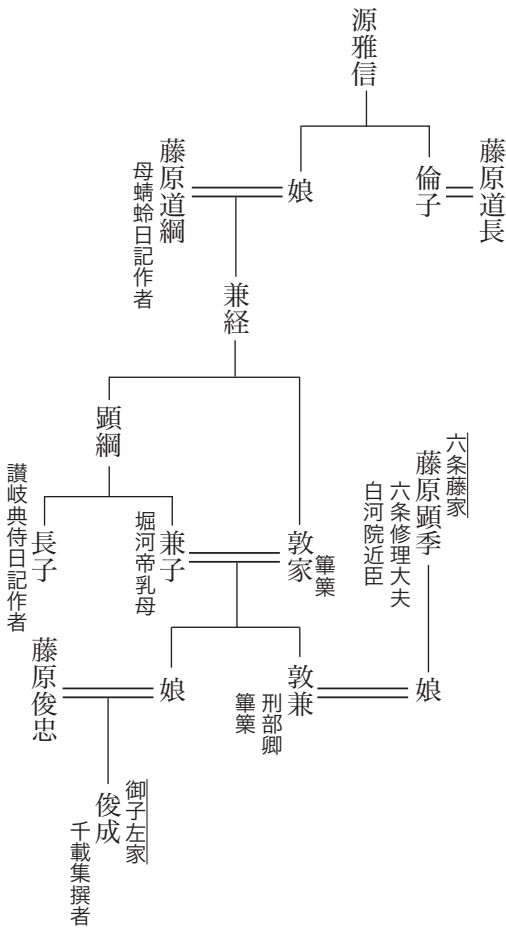 源雅信
藤原道長
倫子
娘
藤原道綱
母蜻蛉日記作者
兼経
顕綱
六条藤家
藤原顕季
六条修理大夫
白河院近臣
敦家
篳篥
兼子
堀河帝乳母
長子
讃岐典侍日記作者
娘
敦兼
刑部卿
篳篥
娘
藤原俊忠
御子左家
俊成
千載集撰者